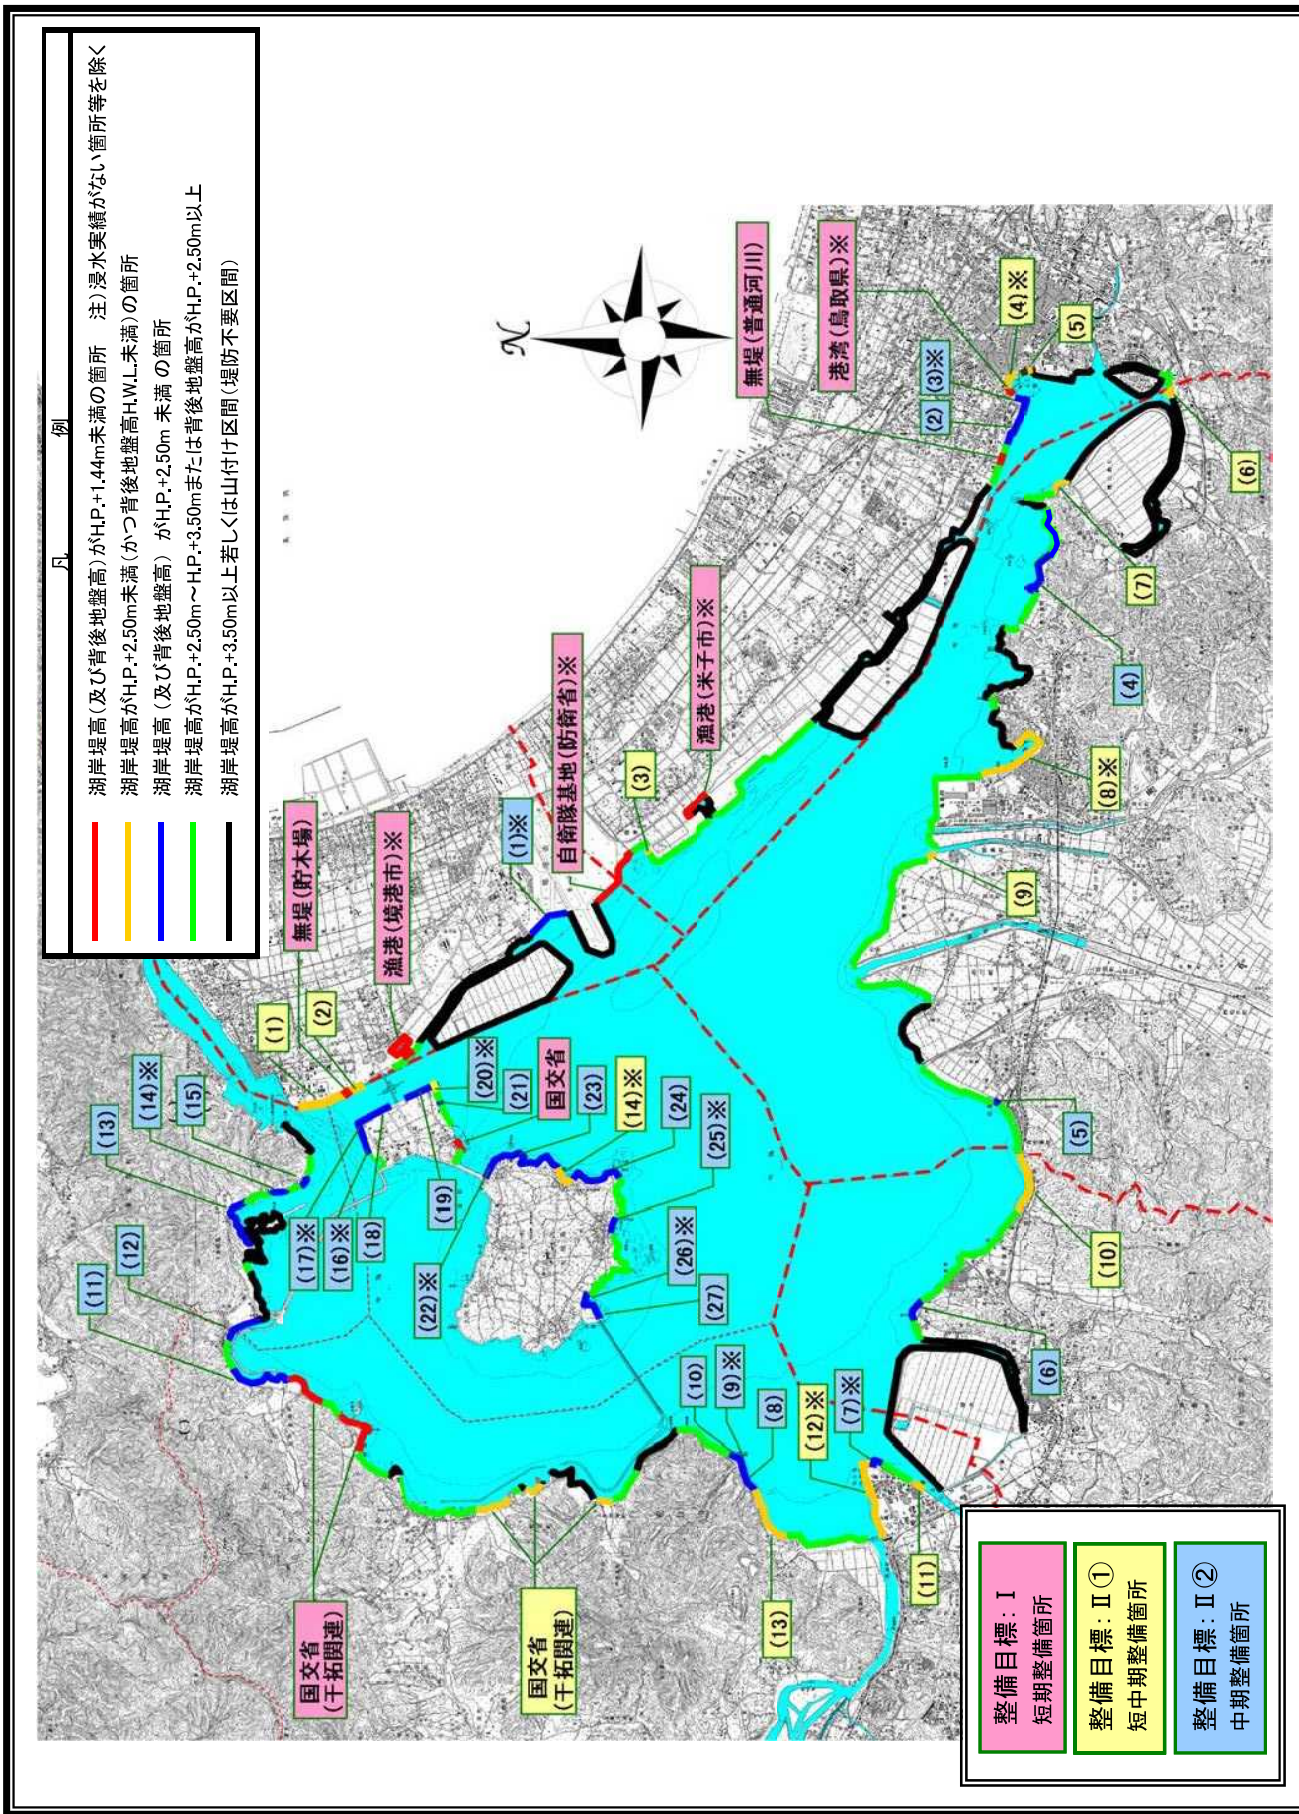 凡 例
湖岸堤高(及び背後地盤高)がH.P.+1.44m未満の箇所 注)浸水実績がない箇所等を除く
湖岸堤高がH.P.+2.50m未満(かつ背後地盤高H.W.L.未満)の箇所
湖岸堤高(及び背後地盤高) がH.P.+2.50m 未満 の箇所
湖岸堤高がH.P.+2.50m～H.P.+3.50mまたは背後地盤高がH.P.+2.50m以上
湖岸堤高がH.P.+3.50m以上若しくは山付け区間(堤防不要区間)
N
無堤(普通河川)
港湾(鳥取県)※
(2)
(3)※
(4)※
(5)
(6)
(7)
(4)
(8)※
(9)
漁港(米子市)※
(3)
自衛隊基地(防衛省)※
(1)※
無堤(貯木場)
漁港(境港市)※
(1)
(2)
(13)
(14)※
(15)
(11)
(12)
(17)※
(16)※
(18)
(19)
(20)※
(21)
国交省
(23)
(14)※
(24)
(25)※
(22)※
(26)※
(27)
(5)
(10)
(6)
(10)
(9)※
(8)
(12)※
(7)※
(11)
(13)
国交省
(干拓関連)
国交省
(干拓関連)
整備目標:Ⅰ
短期整備箇所
整備目標:Ⅱ①
短中期整備箇所
整備目標:Ⅱ②
中期整備箇所